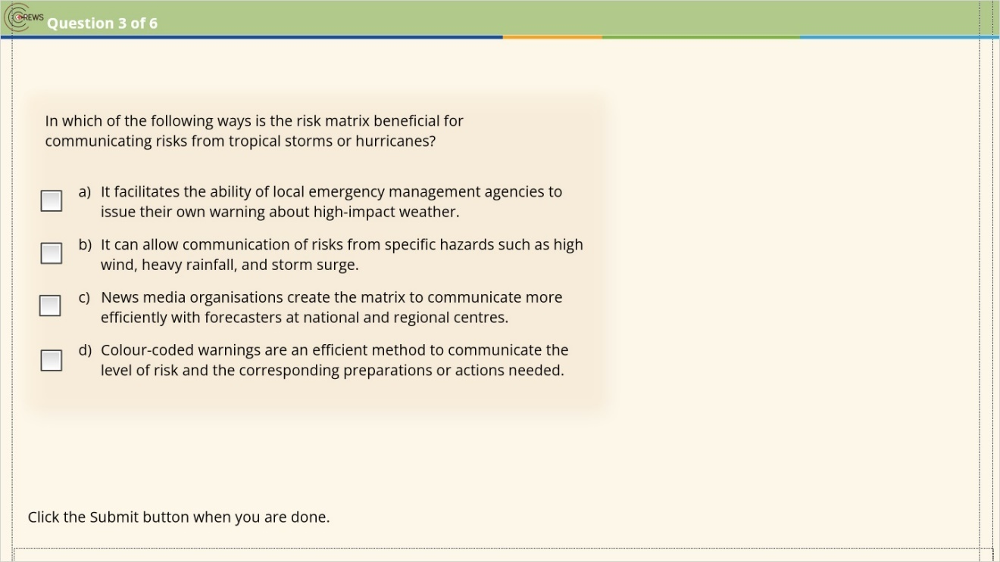 CREWS
Question 3 of 6
In which of the following ways is the risk matrix beneficial for
communicating risks from tropical storms or hurricanes?
a) It facilitates the ability of local emergency management agencies to
issue their own warning about high-impact weather.
b) It can allow communication of risks from specific hazards such as high
wind, heavy rainfall, and storm surge.
c) News media organisations create the matrix to communicate more
efficiently with forecasters at national and regional centres.
d) Colour-coded warnings are an efficient method to communicate the
level of risk and the corresponding preparations or actions needed.
Click the Submit button when you are done.